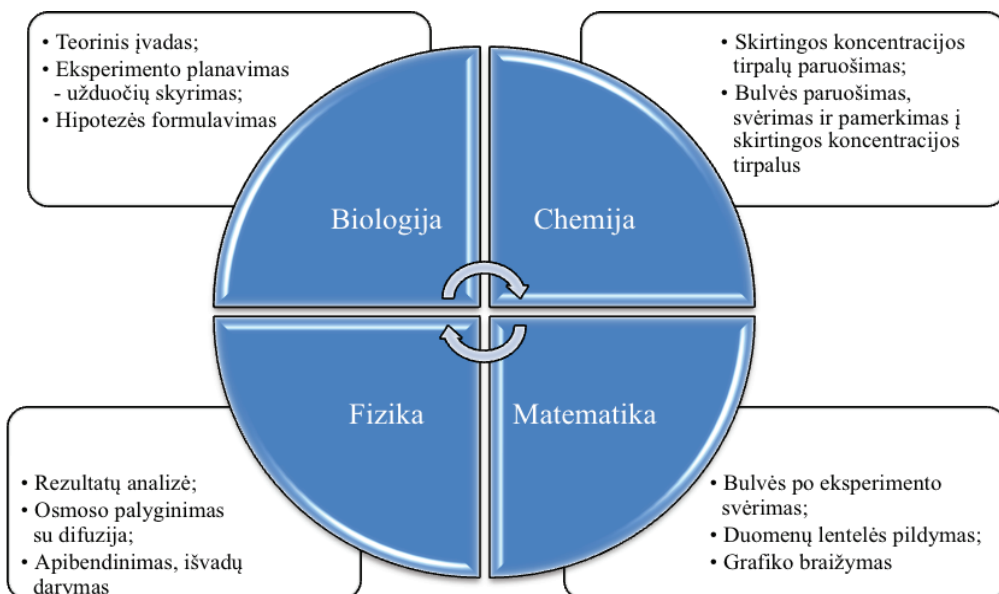 • Teorinis įvadas;
• Eksperimento planavimas
- užduočių skyrimas;
• Hipotezės formulavimas
• Skirtingos koncentracijos
tirpalų paruošimas;
• Bulvės paruošimas,
svėrimas ir pamerkimas į
skirtingos koncentracijos
tirpalus
Biologija
Chemija
Fizika
Matematika
• Rezultatų analizė;
• Osmoso palyginimas
su difuzija;
• Apibendinimas, išvadų
darymas
• Bulvės po eksperimento
svėrimas;
• Duomenų lentelės pildymas;
• Grafiko braižymas